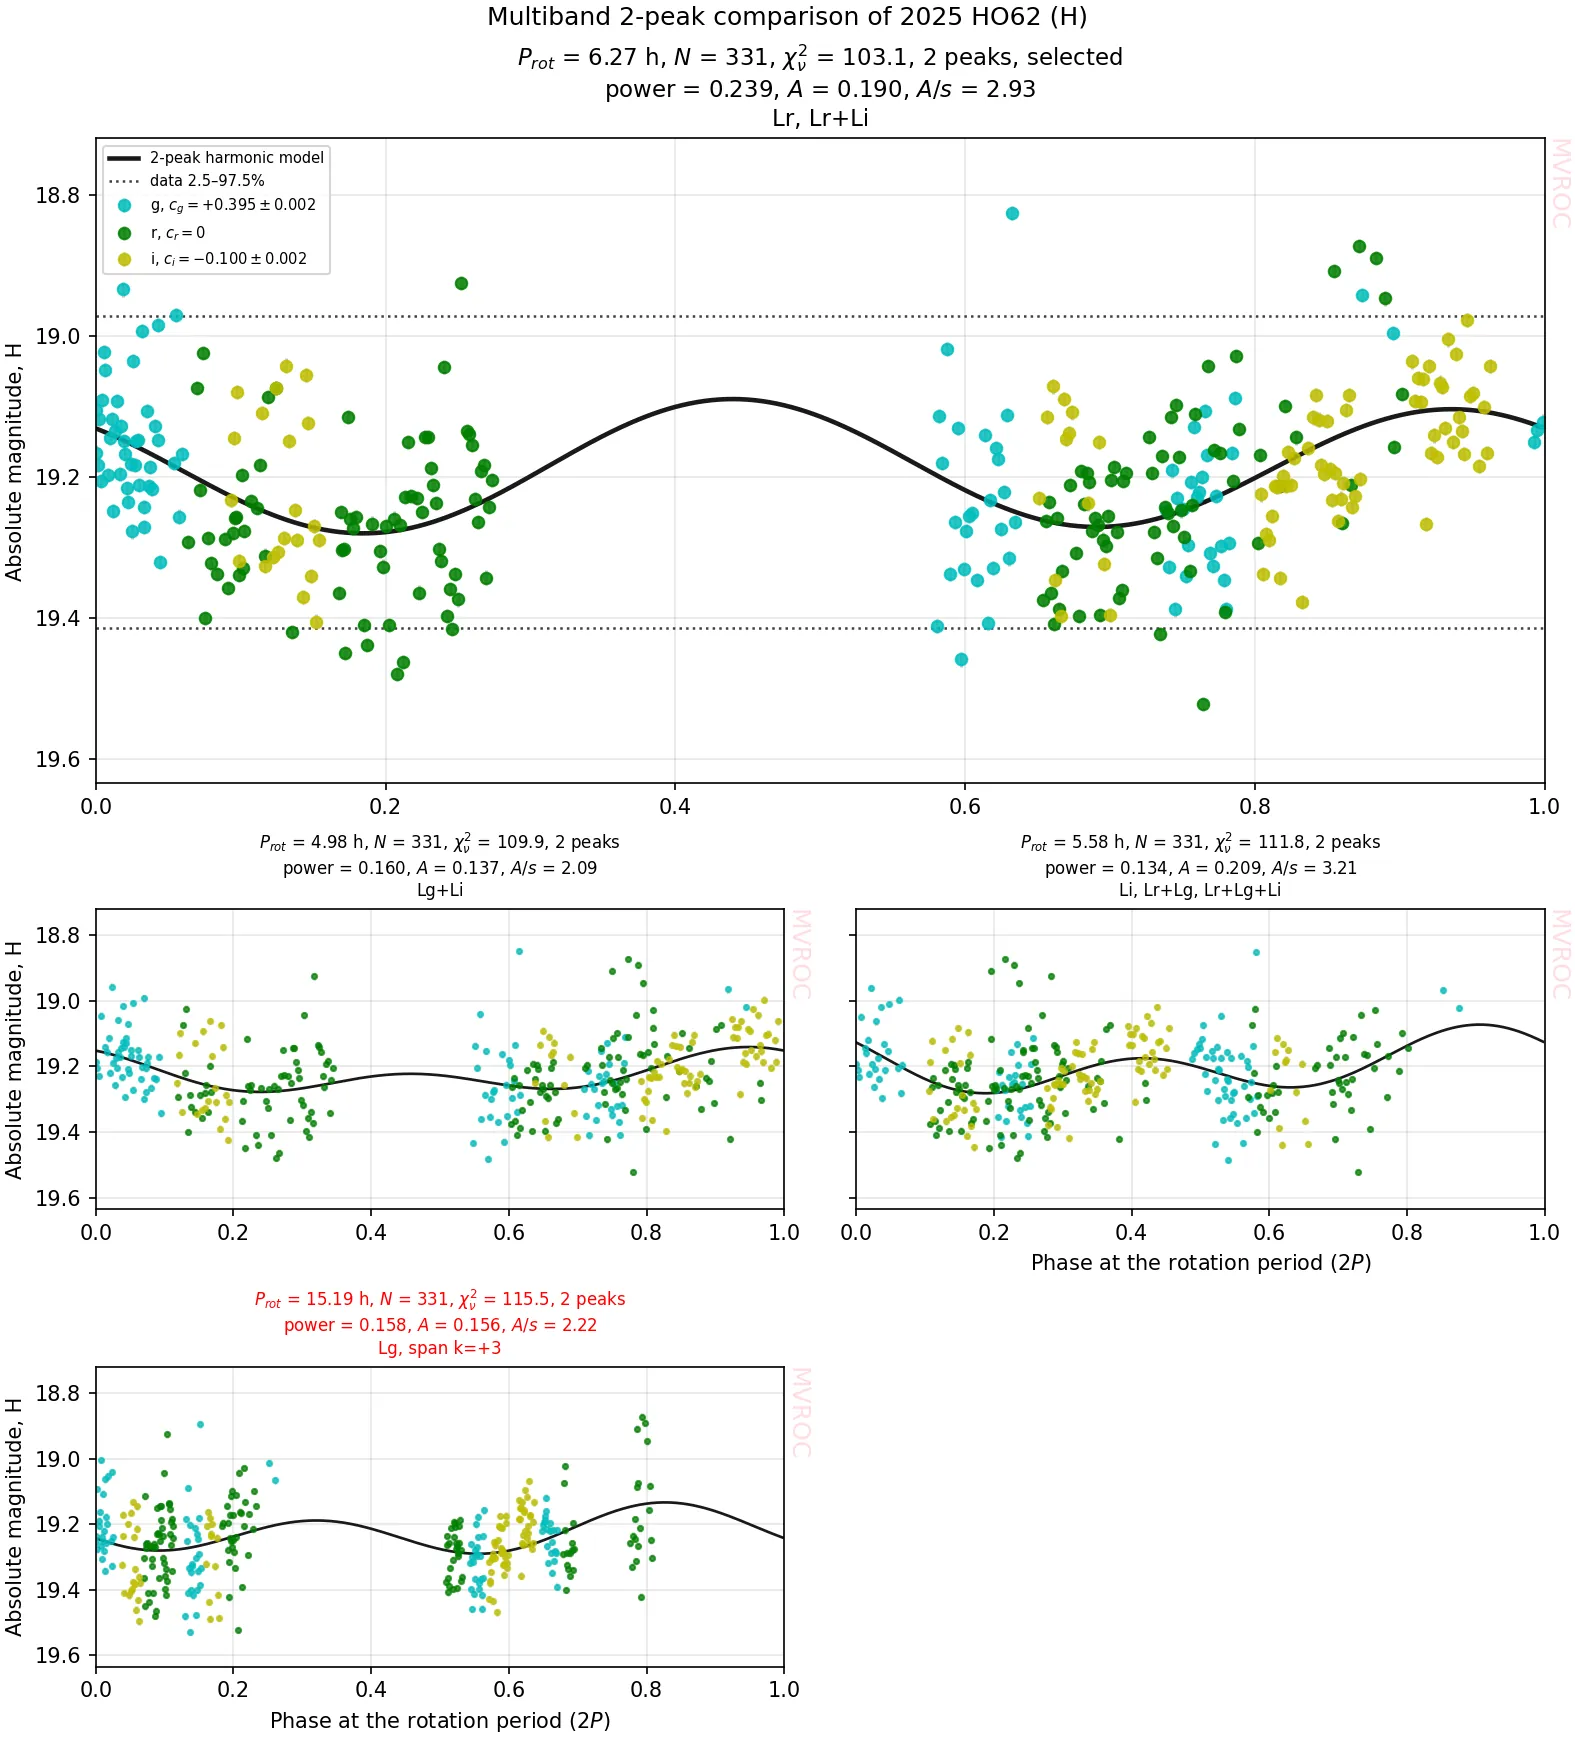 Multiband 2-peak comparison of 2025 HO62 (H)
P_rot = 6.27 h, N = 331, χ²_ν = 103.1, 2 peaks, selected
power = 0.239, A = 0.190, A/s = 2.93
Lr, Lr+Li
2-peak harmonic model
data 2.5–97.5%
g, c_g = +0.395 ± 0.002
r, c_r = 0
i, c_i = −0.100 ± 0.002
MVROC
Absolute magnitude, H
18.8
19.0
19.2
19.4
19.6
0.0 0.2 0.4 0.6 0.8 1.0
P_rot = 4.98 h, N = 331, χ²_ν = 109.9, 2 peaks
power = 0.160, A = 0.137, A/s = 2.09
Lg+Li
MVROC
Absolute magnitude, H
18.8
19.0
19.2
19.4
19.6
0.0 0.2 0.4 0.6 0.8 1.0
P_rot = 5.58 h, N = 331, χ²_ν = 111.8, 2 peaks
power = 0.134, A = 0.209, A/s = 3.21
Li, Lr+Lg, Lr+Lg+Li
MVROC
0.0 0.2 0.4 0.6 0.8 1.0
Phase at the rotation period (2P)
P_rot = 15.19 h, N = 331, χ²_ν = 115.5, 2 peaks
power = 0.158, A = 0.156, A/s = 2.22
Lg, span k=+3
MVROC
Absolute magnitude, H
18.8
19.0
19.2
19.4
19.6
0.0 0.2 0.4 0.6 0.8 1.0
Phase at the rotation period (2P)